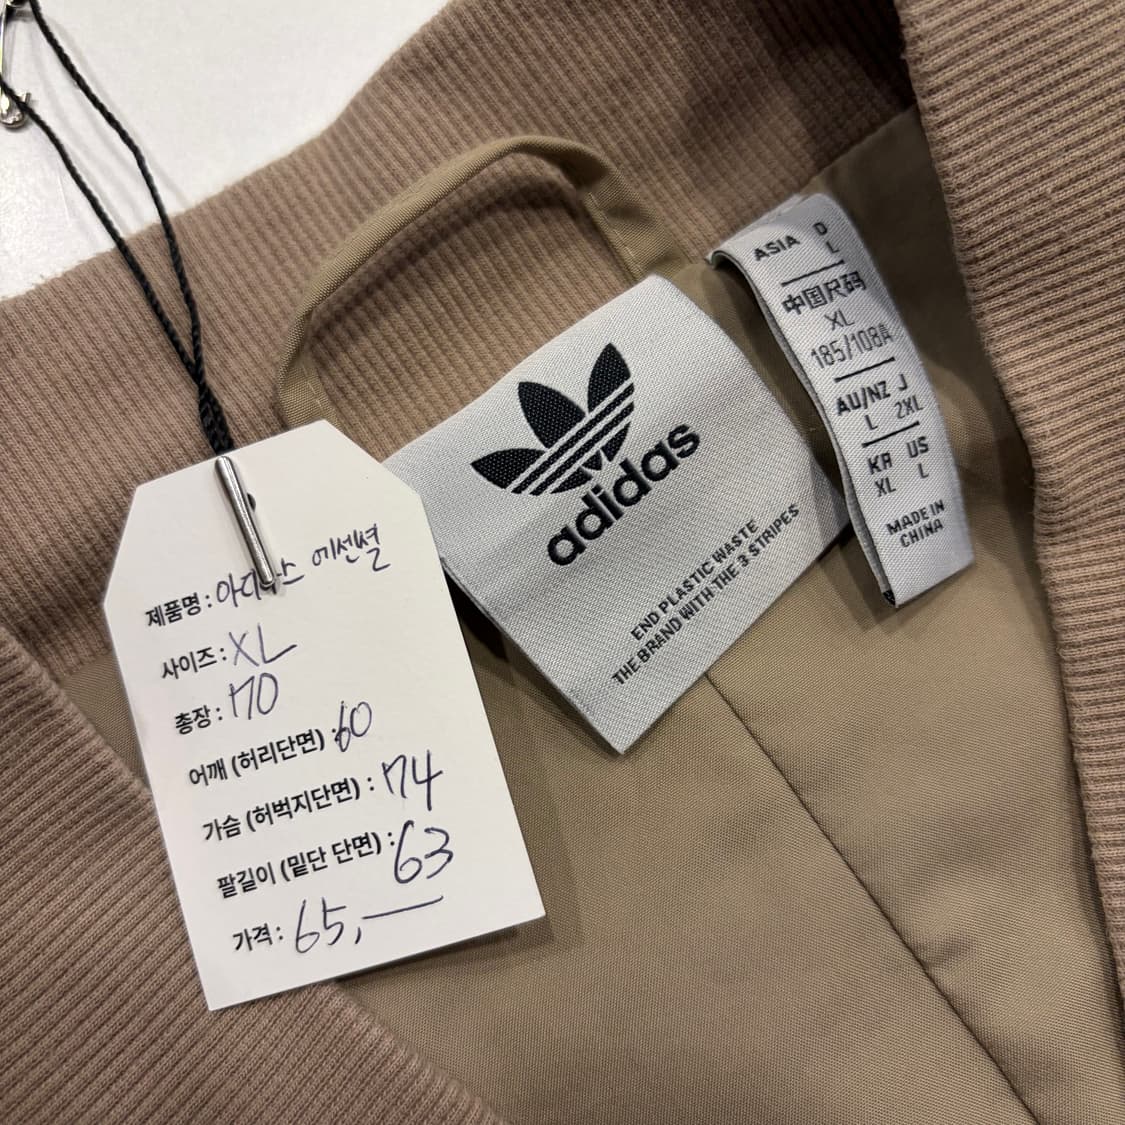 제품명 : 아디다스 에센셜
사이즈 : XL
총장 : 170
어깨 (허리단면) : 60
가슴 (허벅지단면) : 74
팔길이 (밑단 단면) : 63
가격 : 65,—
adidas
END PLASTIC WASTE
THE BRAND WITH THE 3 STRIPES
ASIA D
L
中国尺码
XL
185/108A
AU/NZ J
L 2XL
KR US
XL L
MADE IN
CHINA